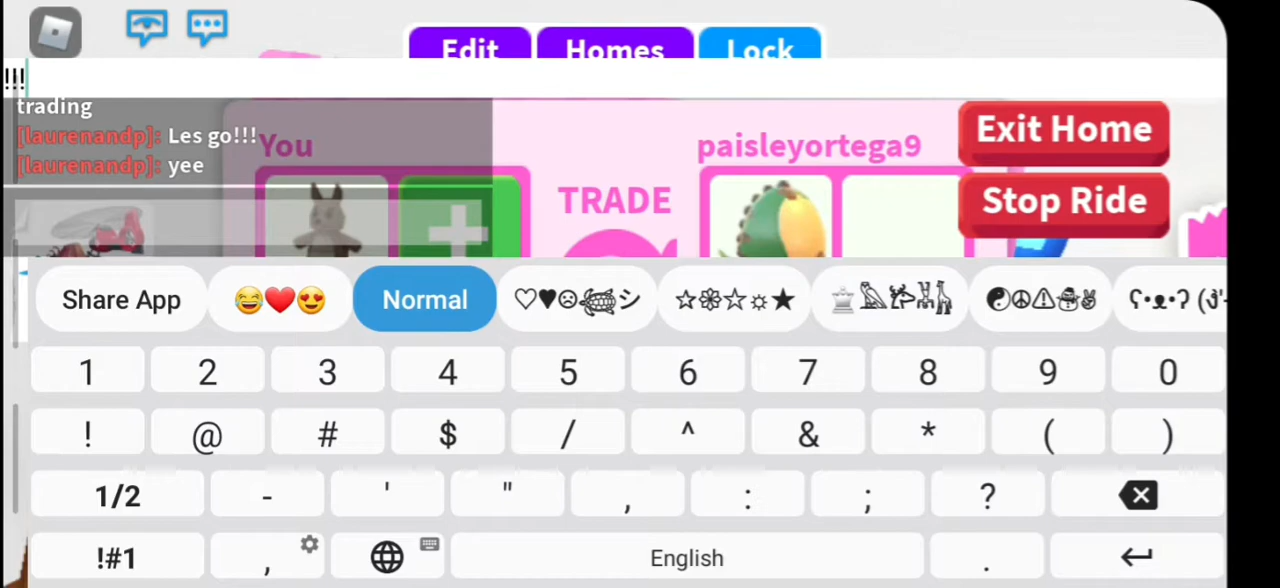 Edit Homes Lock
!!!
trading
[laurenandp]: Les go!!!
[laurenandp]: yee
You
TRADE
paisleyortega9
Exit Home
Stop Ride
Share App 😂❤️😍 Normal
1 2 3 4 5 6 7 8 9 0
! @ # $ / ^ & * ( )
1/2 - ' " , : ; ?
!#1 , English .